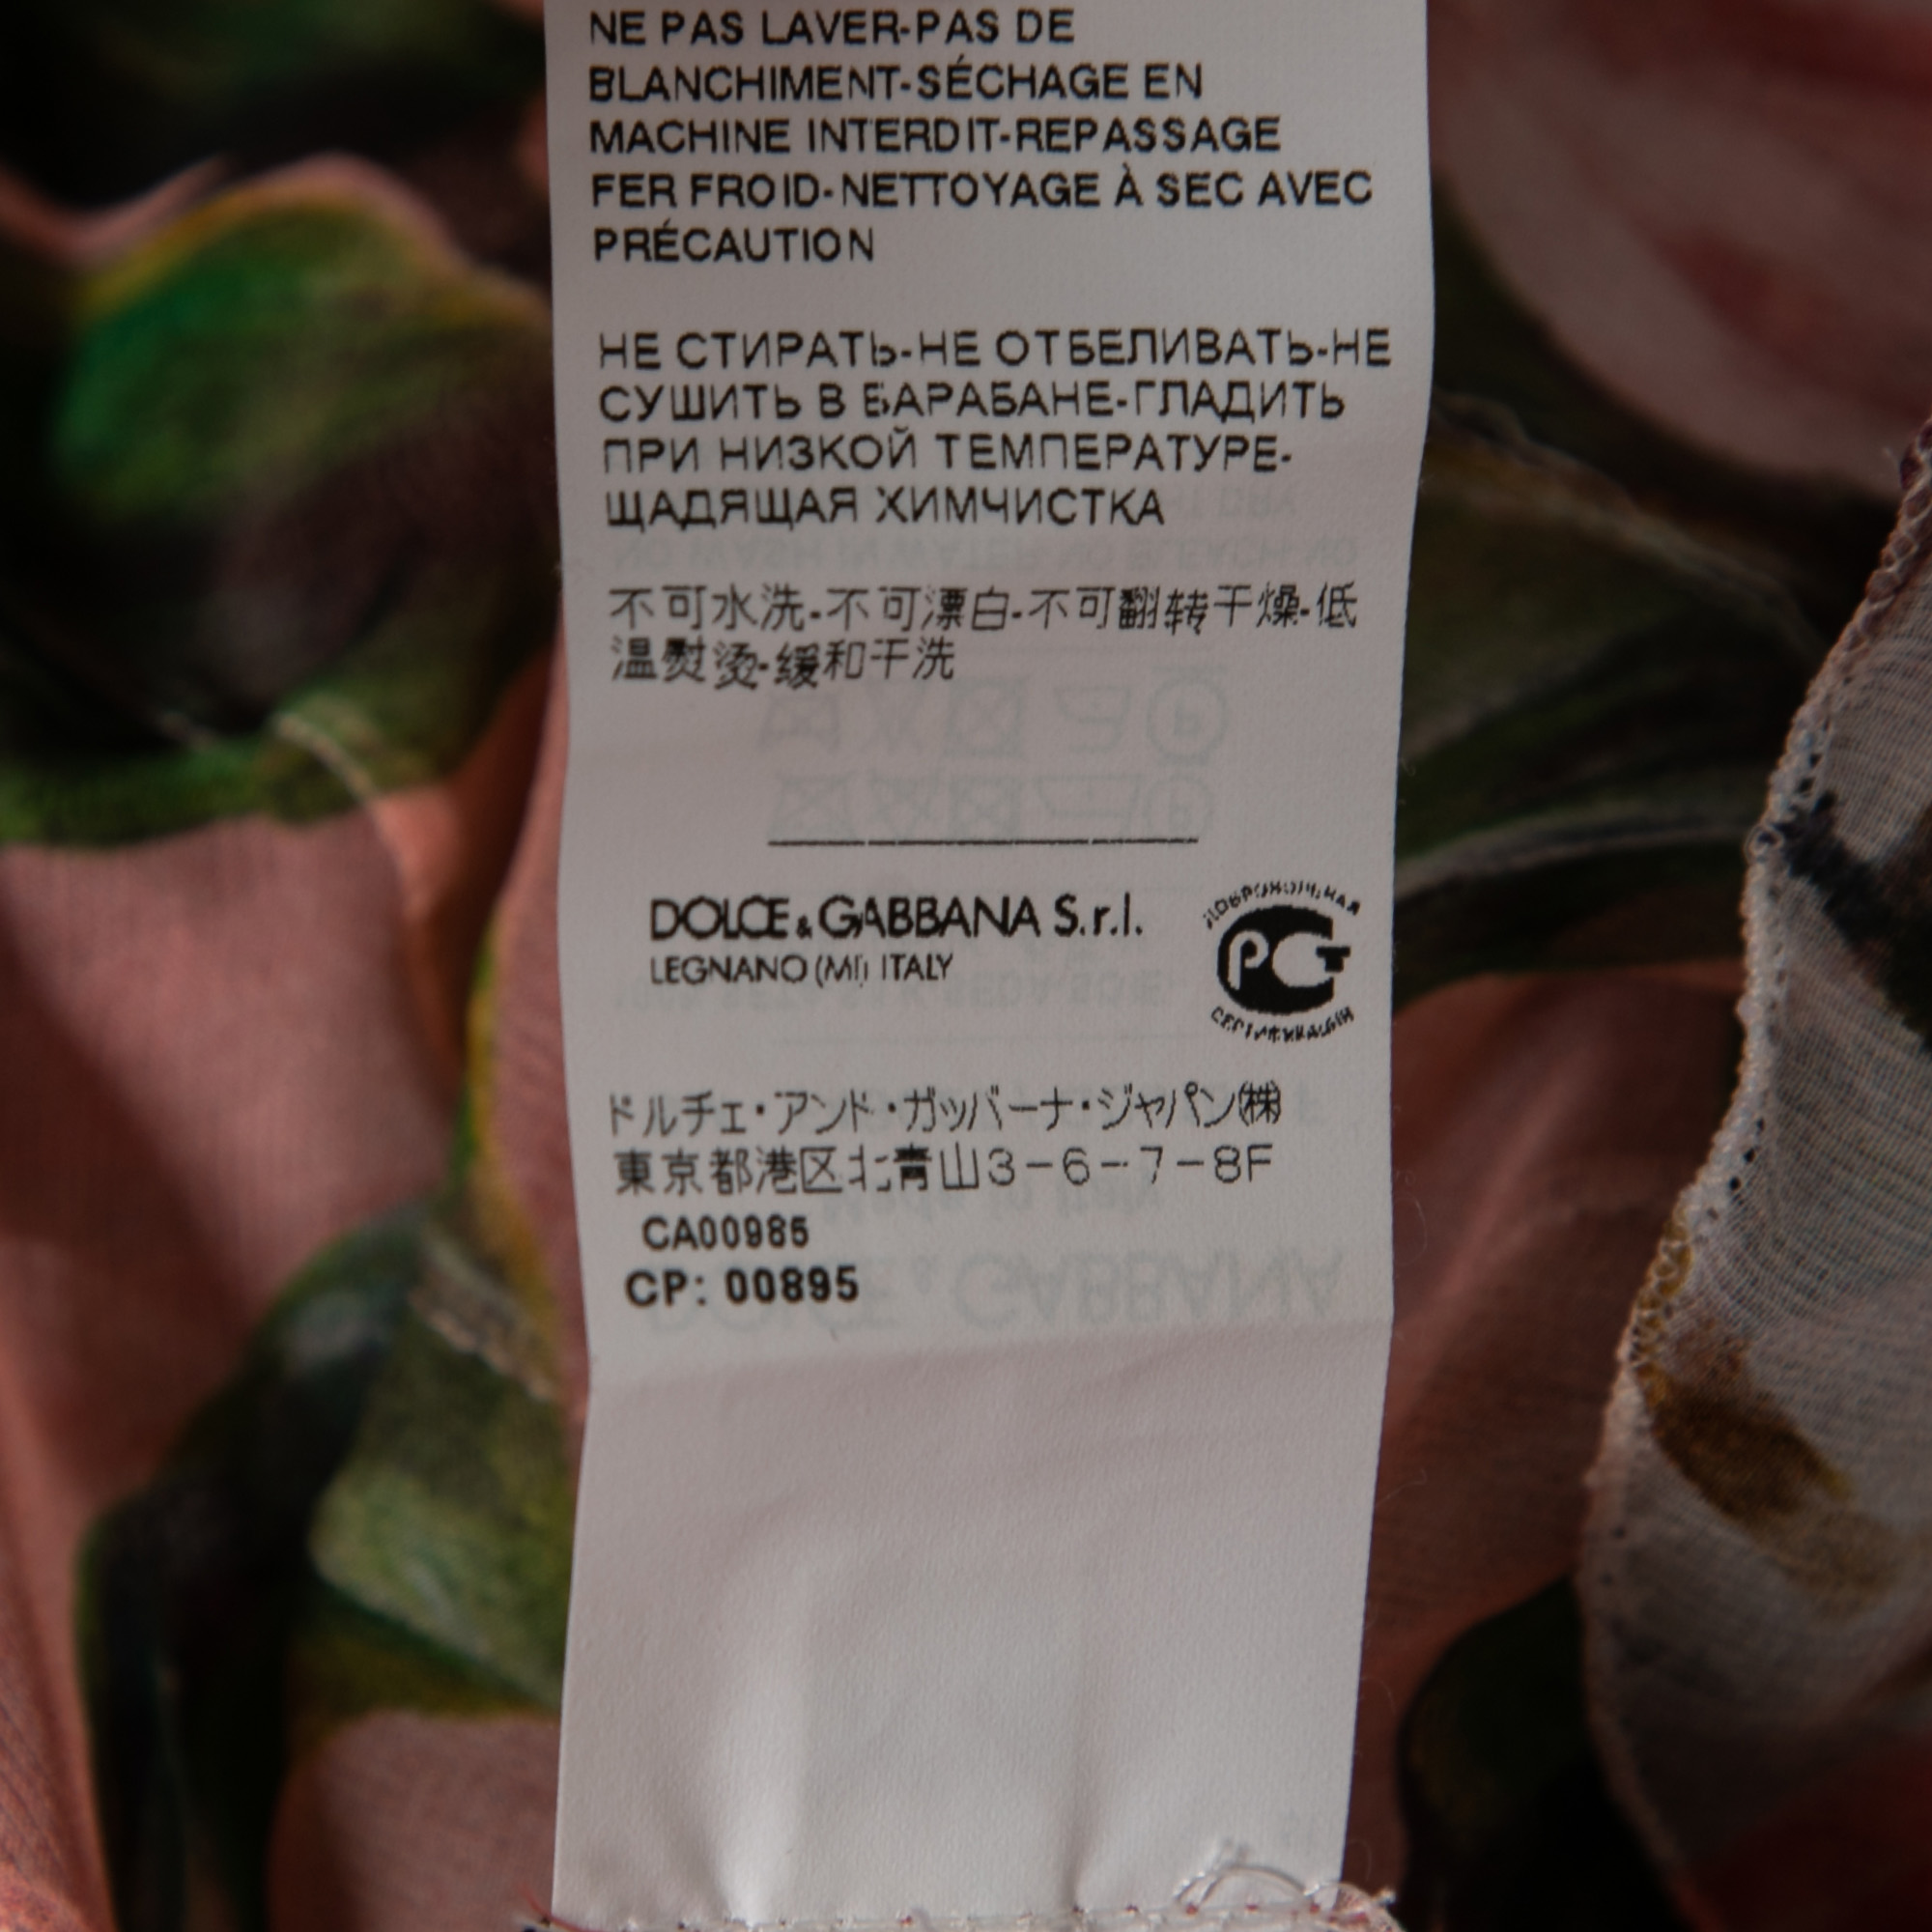 NE PAS LAVER-PAS DE
BLANCHIMENT-SÉCHAGE EN
MACHINE INTERDIT-REPASSAGE
FER FROID-NETTOYAGE À SEC AVEC
PRÉCAUTION
НЕ СТИРАТЬ-НЕ ОТБЕЛИВАТЬ-НЕ
СУШИТЬ В БАРАБАНЕ-ГЛАДИТЬ
ПРИ НИЗКОЙ ТЕМПЕРАТУРЕ-
ЩАДЯЩАЯ ХИМЧИСТКА
不可水洗-不可漂白-不可翻转干燥-低
温熨烫-缓和干洗
DOLCE & GABBANA S.r.l.
LEGNANO (MI) ITALY
ДОБРОВОЛЬНАЯ
РСТ
СЕРТИФИКАЦИЯ
ドルチェ・アンド・ガッバーナ・ジャパン㈱
東京都港区北青山3-6-7-8F
CA00985
CP: 00895